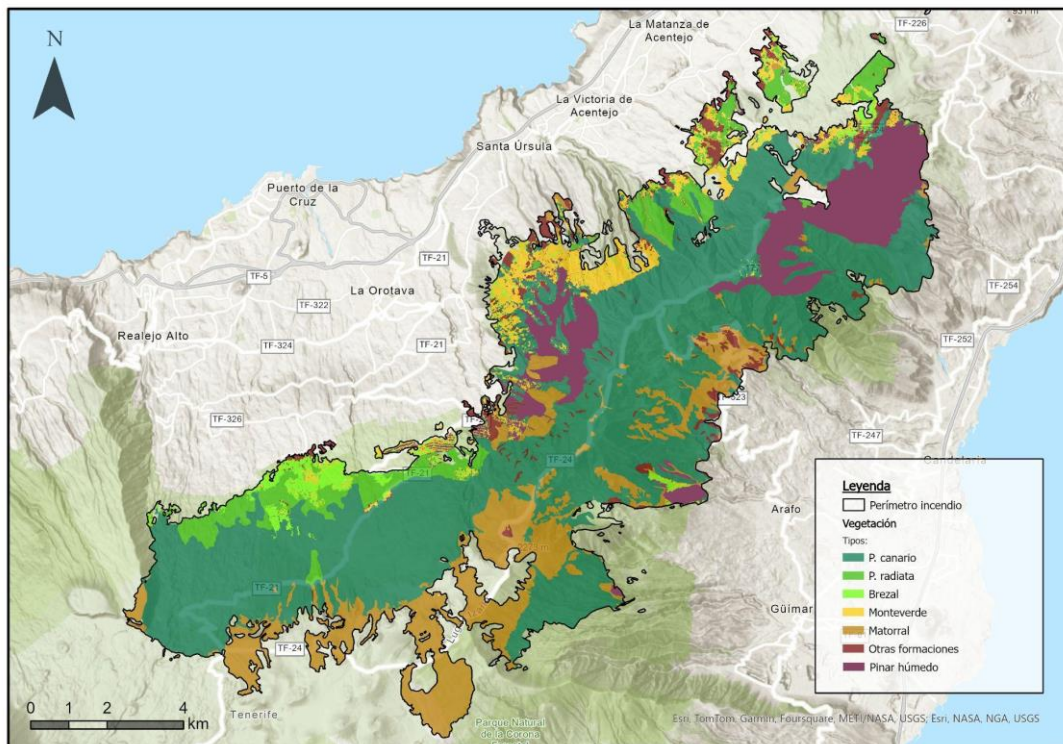 La Matanza de
Acentejo
TF-226
N
La Victoria de
Acentejo
Santa Úrsula
Puerto de la
Cruz
TF-21
TF-5
La Orotava
TF-254
TF-322
Realejo Alto
TF-324
TF-21
TF-252
TF-326
TF-247
Candelaria
TF-21
TF-24
Arafo
TF-21
Güímar
TF-24
Tenerife
Parque Natural
de la Corona
Leyenda
Perímetro incendio
Vegetación
Tipos:
P. canario
P. radiata
Brezal
Monteverde
Matorral
Otras formaciones
Pinar húmedo
0 1 2 4
km
Esri, TomTom, Garmin, Foursquare, METI/NASA, USGS, Esri, NASA, NGA, USGS